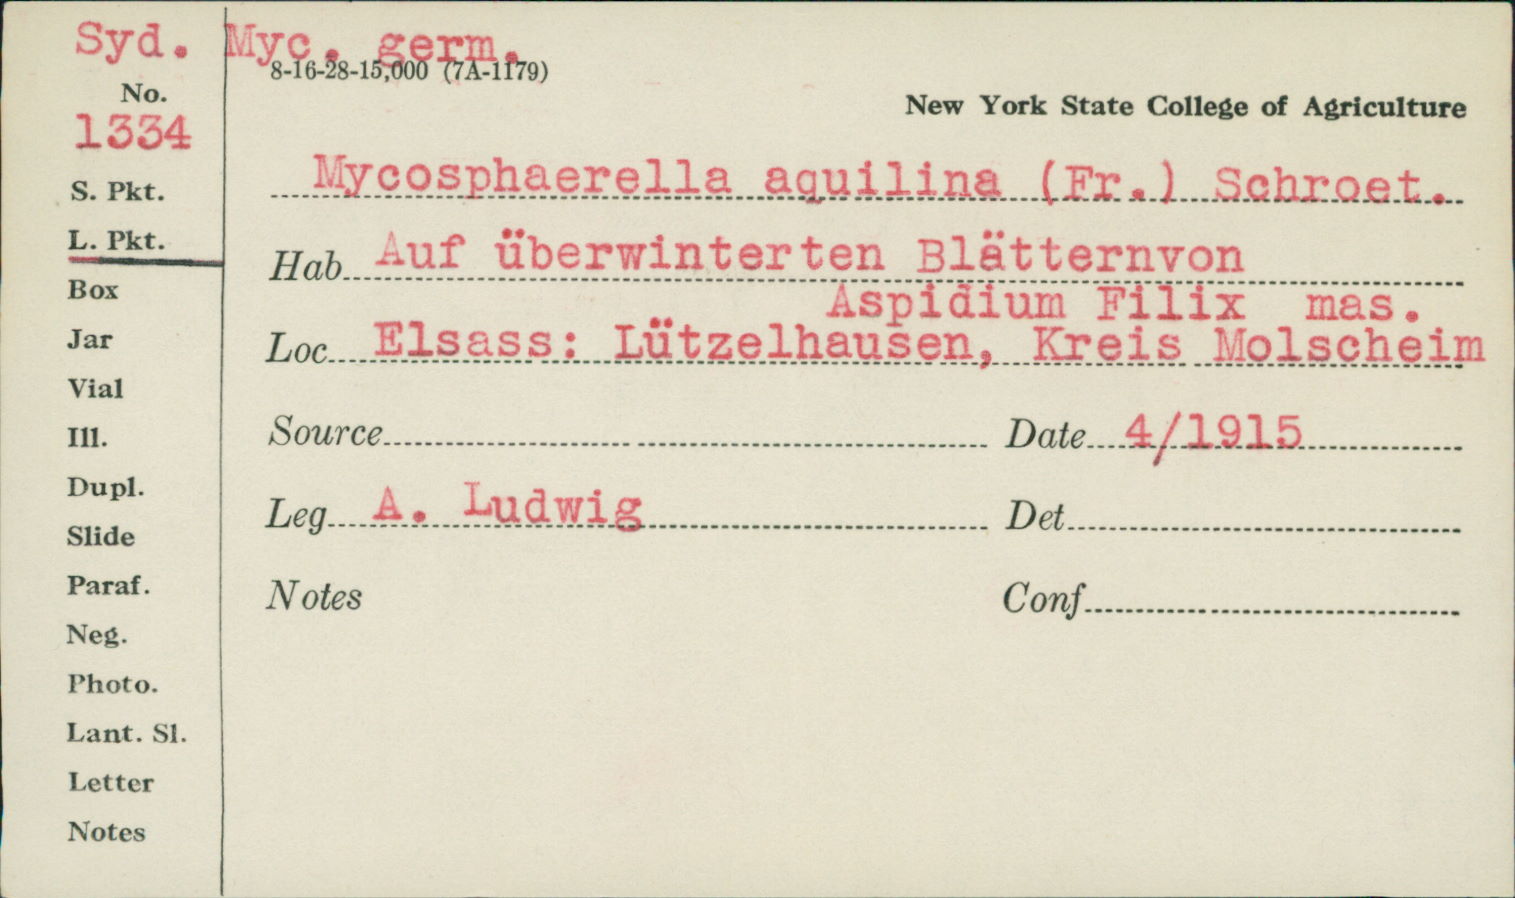 Syd. Myc. germ.
8-16-28-15,000 (7A-1179)
No.
New York State College of Agriculture
1334
Mycosphaerella aquilina (Fr.) Schroet.
S. Pkt.
L. Pkt.
Hab. Auf überwinterten Blätternvon
Aspidium Filix mas.
Box
Loc. Elsass: Lützelhausen, Kreis Molscheim
Jar
Vial
Ill.
Source
Date 4/1915
Dupl.
Leg. A. Ludwig
Det.
Slide
Paraf.
Notes
Conf.
Neg.
Photo.
Lant. Sl.
Letter
Notes